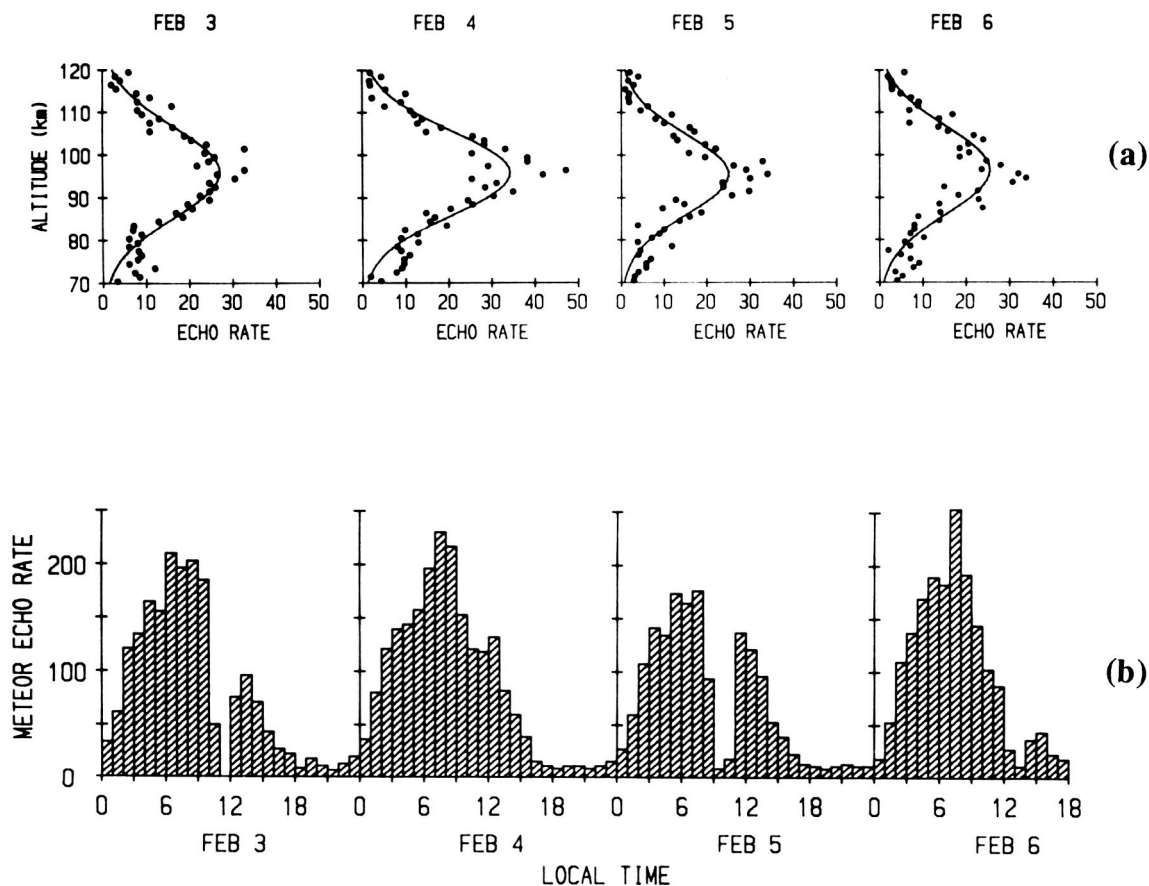 FEB 3 FEB 4 FEB 5 FEB 6
120
110
100
90
80
70
ALTITUDE (km)
(a)
0 10 20 30 40 50 0 10 20 30 40 50 0 10 20 30 40 50 0 10 20 30 40 50
ECHO RATE ECHO RATE ECHO RATE ECHO RATE
METEOR ECHO RATE
200
100
0
(b)
0 6 12 18 0 6 12 18 0 6 12 18 0 6 12 18
FEB 3 FEB 4 FEB 5 FEB 6
LOCAL TIME